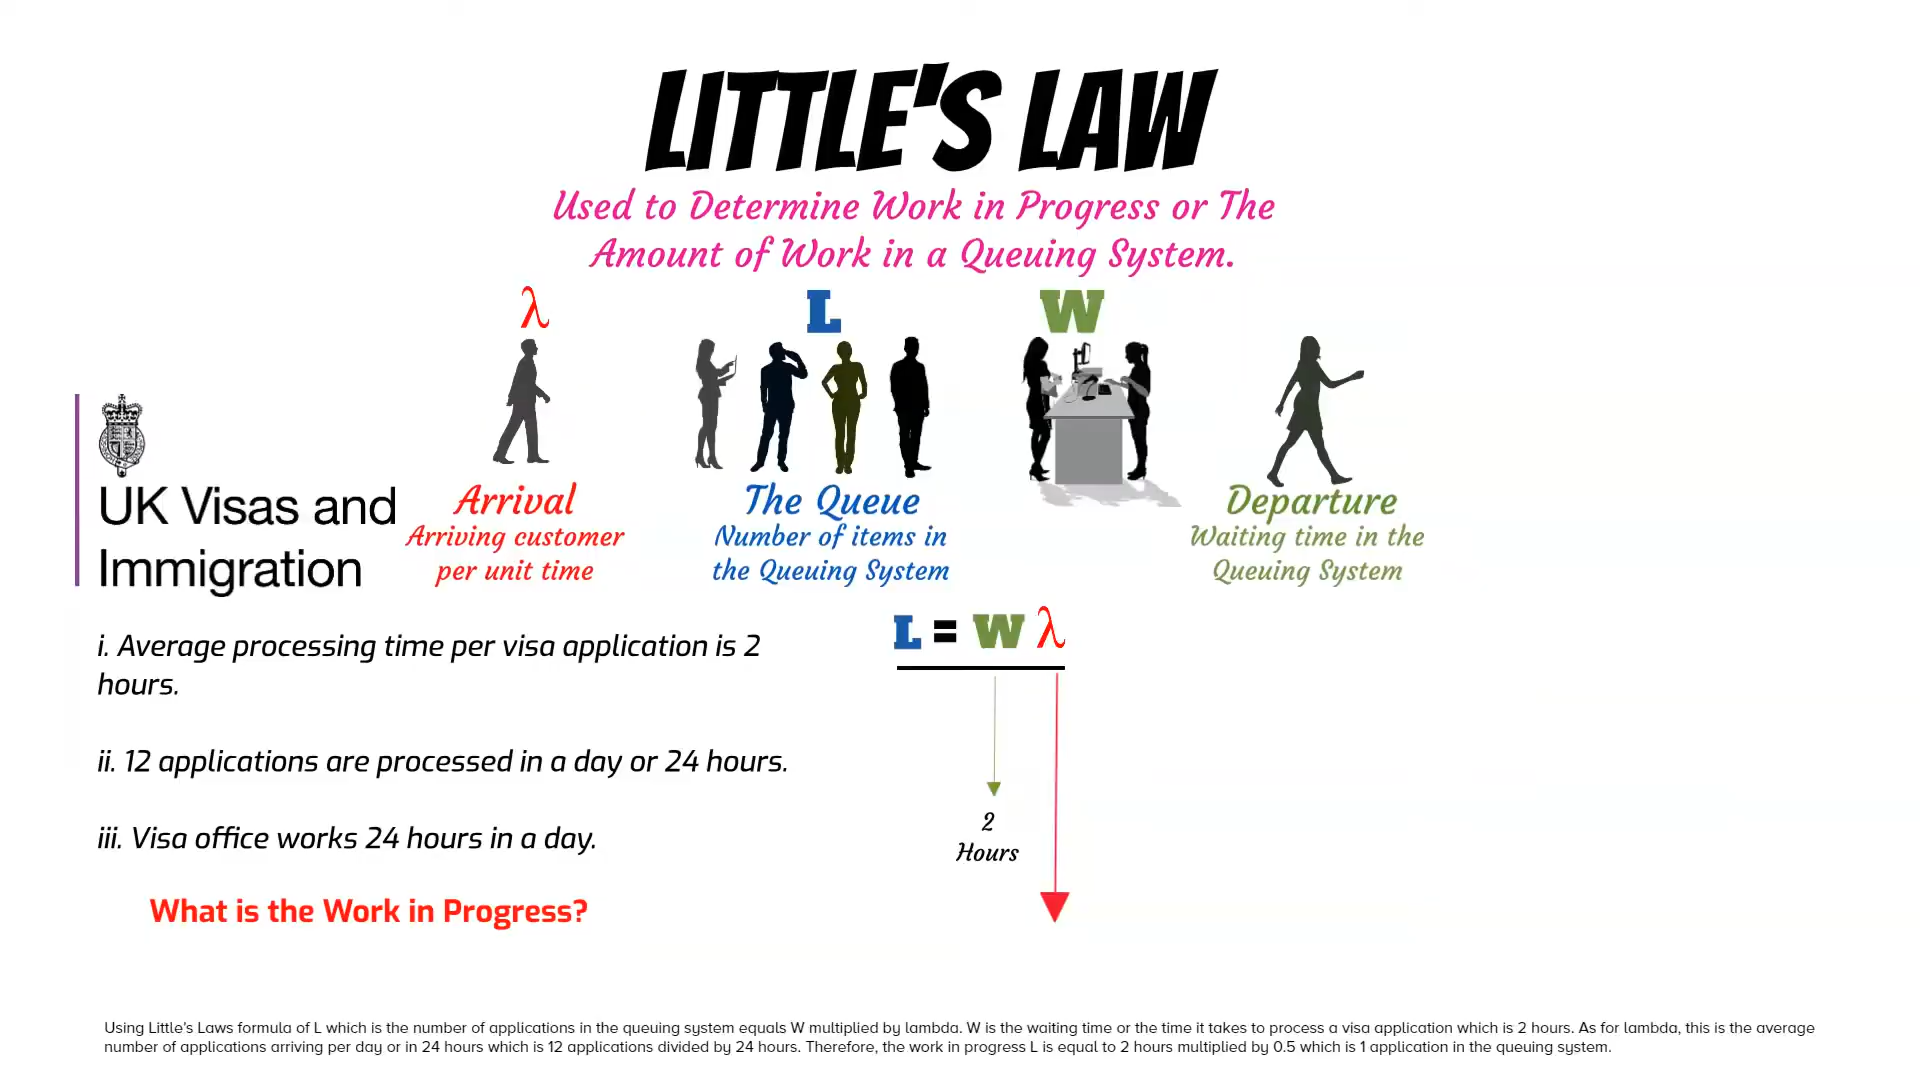 LITTLE'S LAW
Used to Determine Work in Progress or The
Amount of Work in a Queuing System.
λ
L
W
UK Visas and
Immigration
Arrival
Arriving customer
per unit time
The Queue
Number of items in
the Queuing System
Departure
Waiting time in the
Queuing System
L = W λ
i. Average processing time per visa application is 2
hours.
ii. 12 applications are processed in a day or 24 hours.
iii. Visa office works 24 hours in a day.
2
Hours
What is the Work in Progress?
Using Little's Laws formula of L which is the number of applications in the queuing system equals W multiplied by lambda. W is the waiting time or the time it takes to process a visa application which is 2 hours. As for lambda, this is the average
number of applications arriving per day or in 24 hours which is 12 applications divided by 24 hours. Therefore, the work in progress L is equal to 2 hours multiplied by 0.5 which is 1 application in the queuing system.